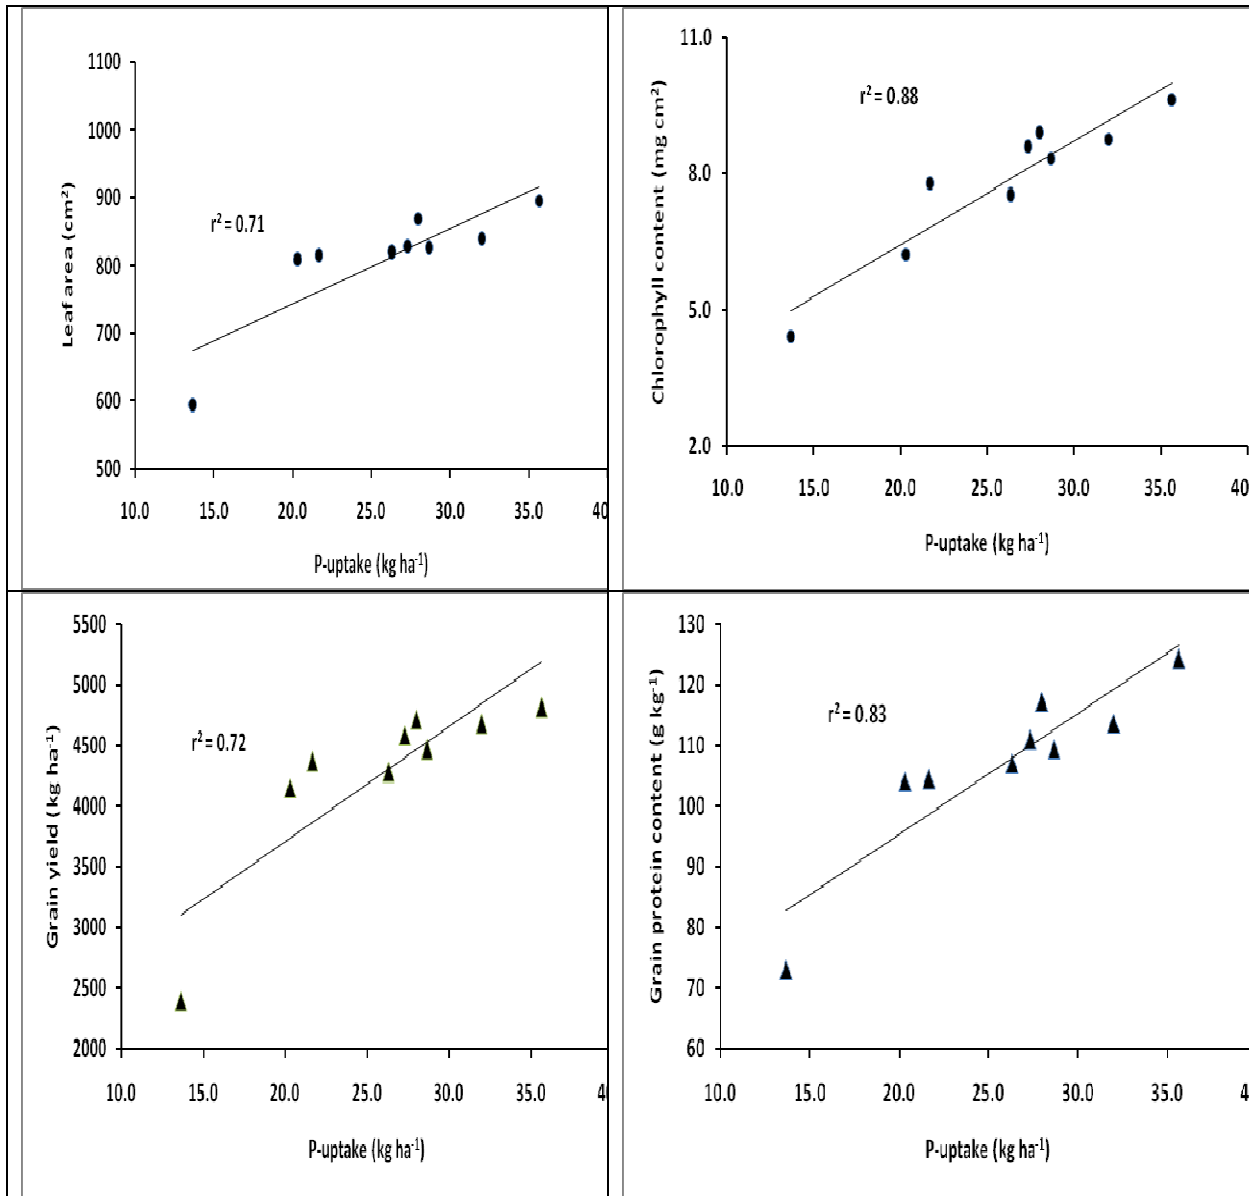 1100
1000
900
800
700
600
500
Leaf area (cm²)
r² = 0.71
10.0 15.0 20.0 25.0 30.0 35.0 40
P-uptake (kg ha⁻¹)
11.0
8.0
5.0
2.0
Chlorophyll content (mg cm²)
r² = 0.88
10.0 15.0 20.0 25.0 30.0 35.0 40
P-uptake (kg ha⁻¹)
5500
5000
4500
4000
3500
3000
2500
2000
Grain yield (kg ha⁻¹)
r² = 0.72
10.0 15.0 20.0 25.0 30.0 35.0 4
P-uptake (kg ha⁻¹)
130
120
110
100
90
80
70
60
Grain protein content (g kg⁻¹)
r² = 0.83
10.0 15.0 20.0 25.0 30.0 35.0 4
P-uptake (kg ha⁻¹)